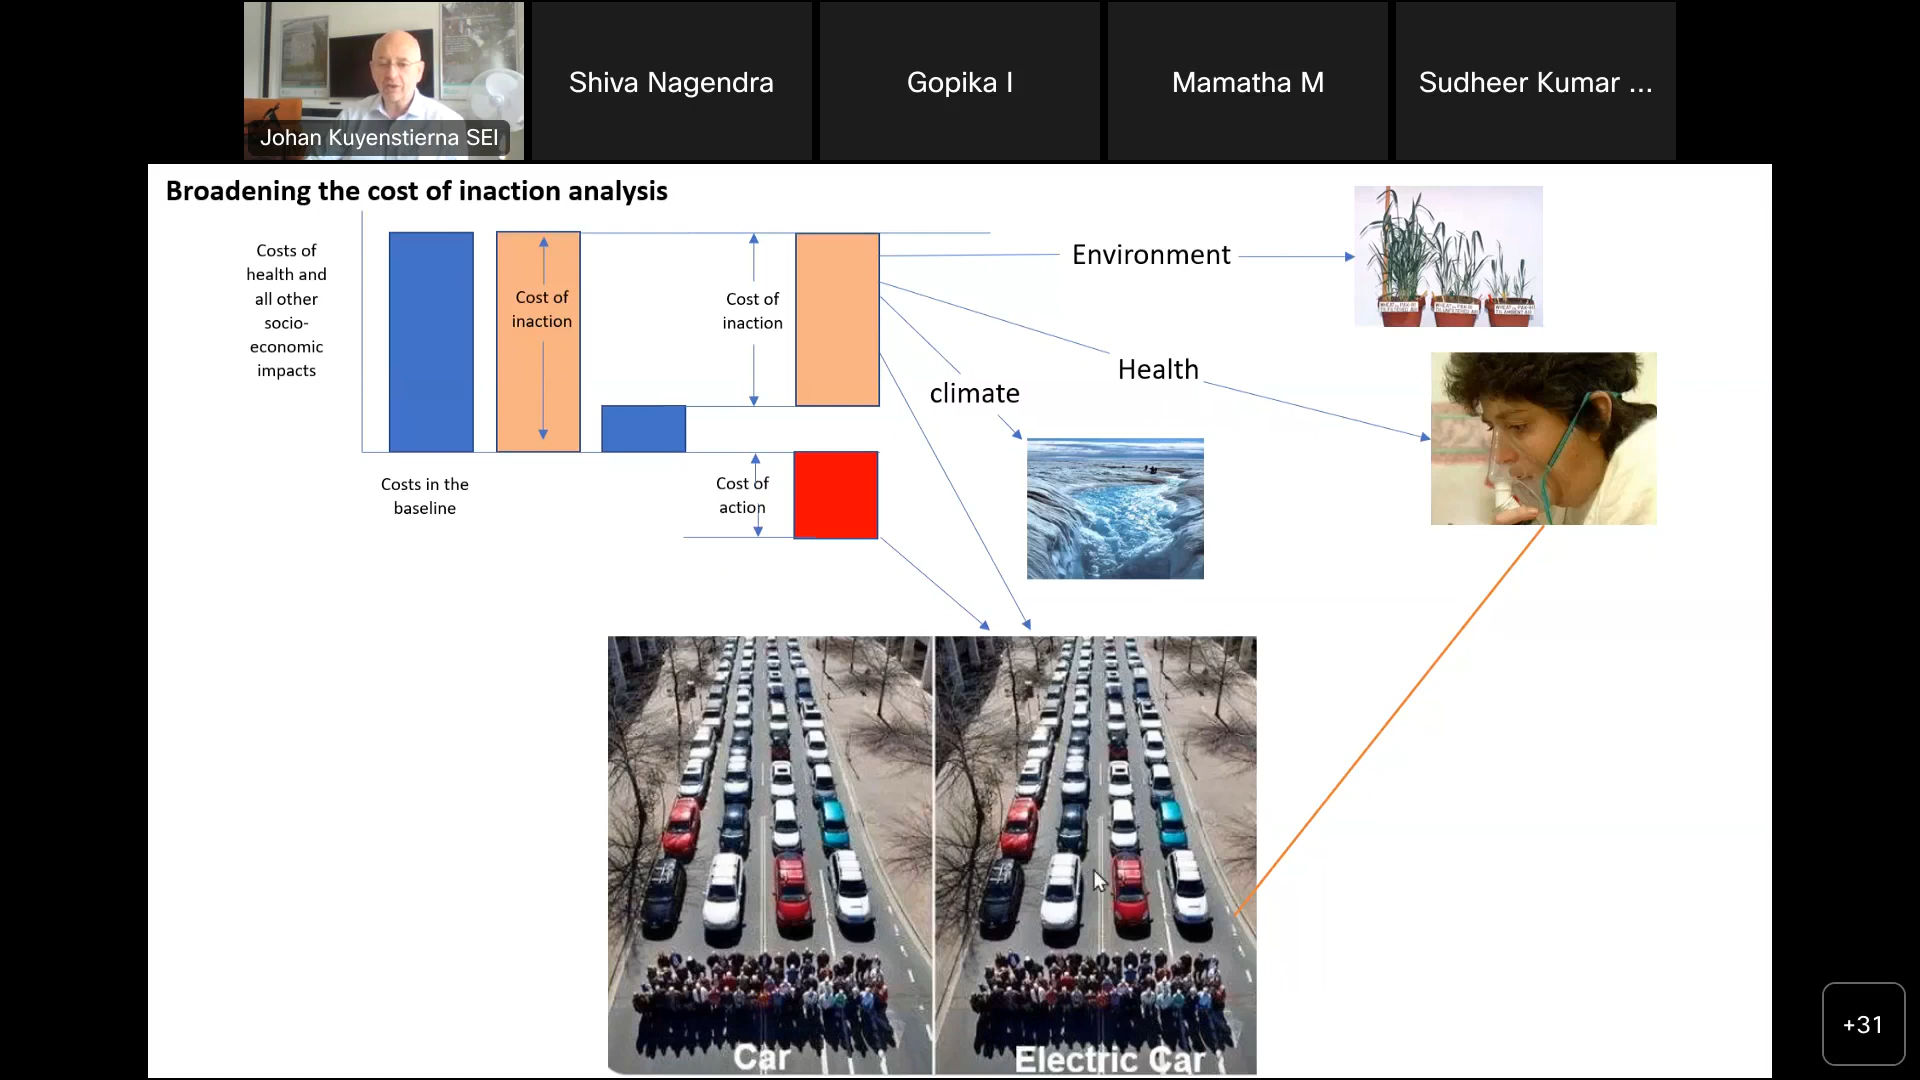 Shiva Nagendra
Gopika I
Mamatha M
Sudheer Kumar ...
Johan Kuyenstierna SEI
Broadening the cost of inaction analysis
Costs of
health and
all other
socio-
economic
impacts
Cost of
inaction
Cost of
inaction
Environment
Health
climate
Costs in the
baseline
Cost of
action
Car
Electric Car
+31